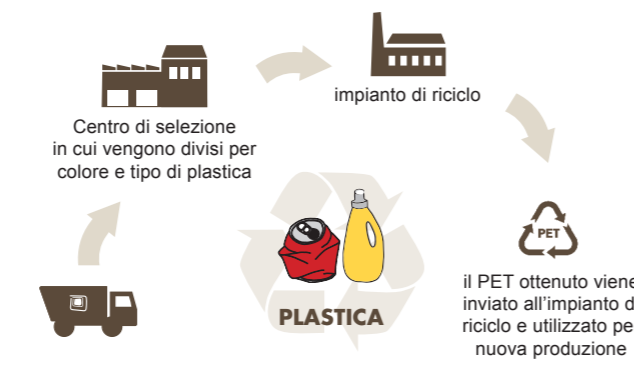 impianto di riciclo
Centro di selezione
in cui vengono divisi per
colore e tipo di plastica
PET
il PET ottenuto viene
inviato all’impianto d
riciclo e utilizzato pe
nuova produzione
PLASTICA